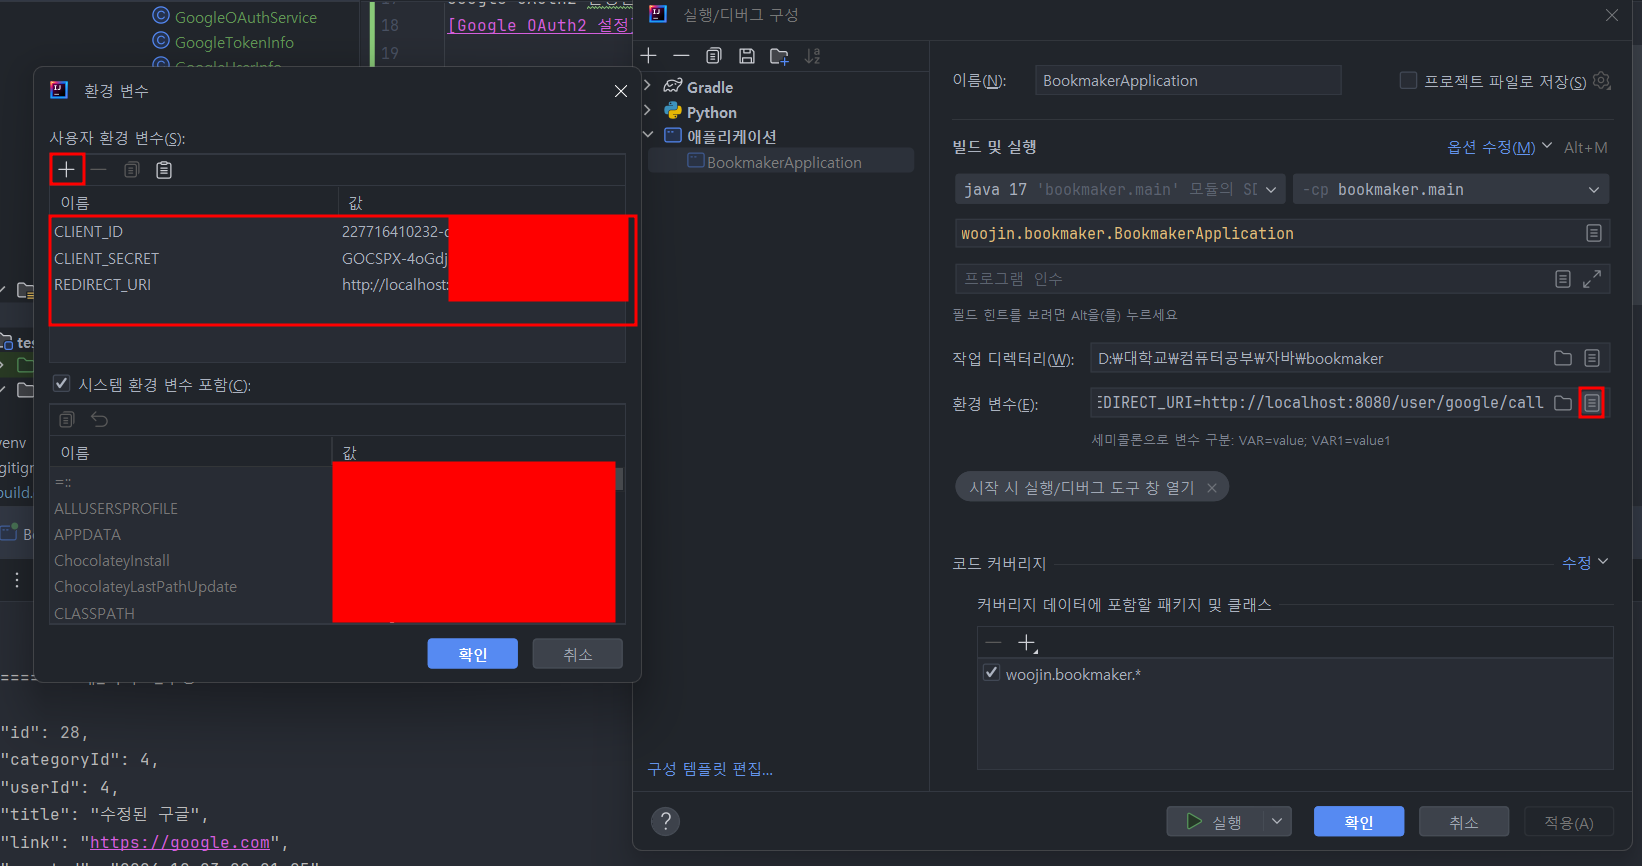 GoogleOAuthService
GoogleTokenInfo
GoogleUserInfo
18
[Google OAuth2 설정]
19
환경 변수
사용자 환경 변수(S):
이름
값
CLIENT_ID
227716410232-
CLIENT_SECRET
GOCSPX-4oGdj
REDIRECT_URI
http://localhost:
시스템 환경 변수 포함(C):
이름
값
=::
ALLUSERSPROFILE
APPDATA
ChocolateyInstall
ChocolateyLastPathUpdate
CLASSPATH
확인
취소
tes
venv
gitign
build.
Bo
"id": 28,
"categoryId": 4,
"userId": 4,
"title": "수정된 구글",
"link": "https://google.com",
실행/디버그 구성
Gradle
Python
애플리케이션
BookmakerApplication
구성 템플릿 편집...
이름(N):
BookmakerApplication
프로젝트 파일로 저장(S)
빌드 및 실행
옵션 수정(M)
Alt+M
java 17 'bookmaker.main' 모듈의 SD
-cp bookmaker.main
woojin.bookmaker.BookmakerApplication
프로그램 인수
필드 힌트를 보려면 Alt을(를) 누르세요
작업 디렉터리(W):
D:₩대학교₩컴퓨터공부₩자바₩bookmaker
환경 변수(E):
EDIRECT_URI=http://localhost:8080/user/google/call
세미콜론으로 변수 구분: VAR=value; VAR1=value1
시작 시 실행/디버그 도구 창 열기
코드 커버리지
수정
커버리지 데이터에 포함할 패키지 및 클래스
woojin.bookmaker.*
?
실행
확인
취소
적용(A)